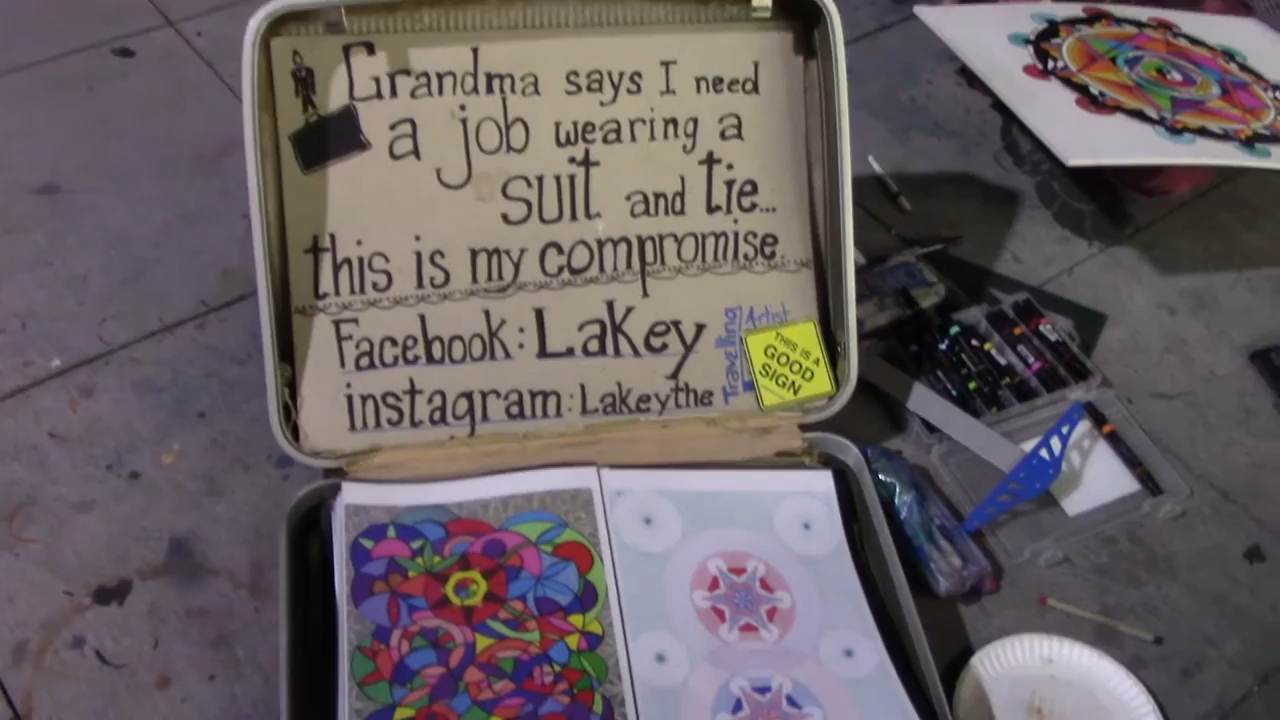 Grandma says I need
a job wearing a
suit and tie...
this is my compromise.
Facebook: Lakey
instagram: Lakeythe
Travelling
Artist
THIS IS A
GOOD
SIGN